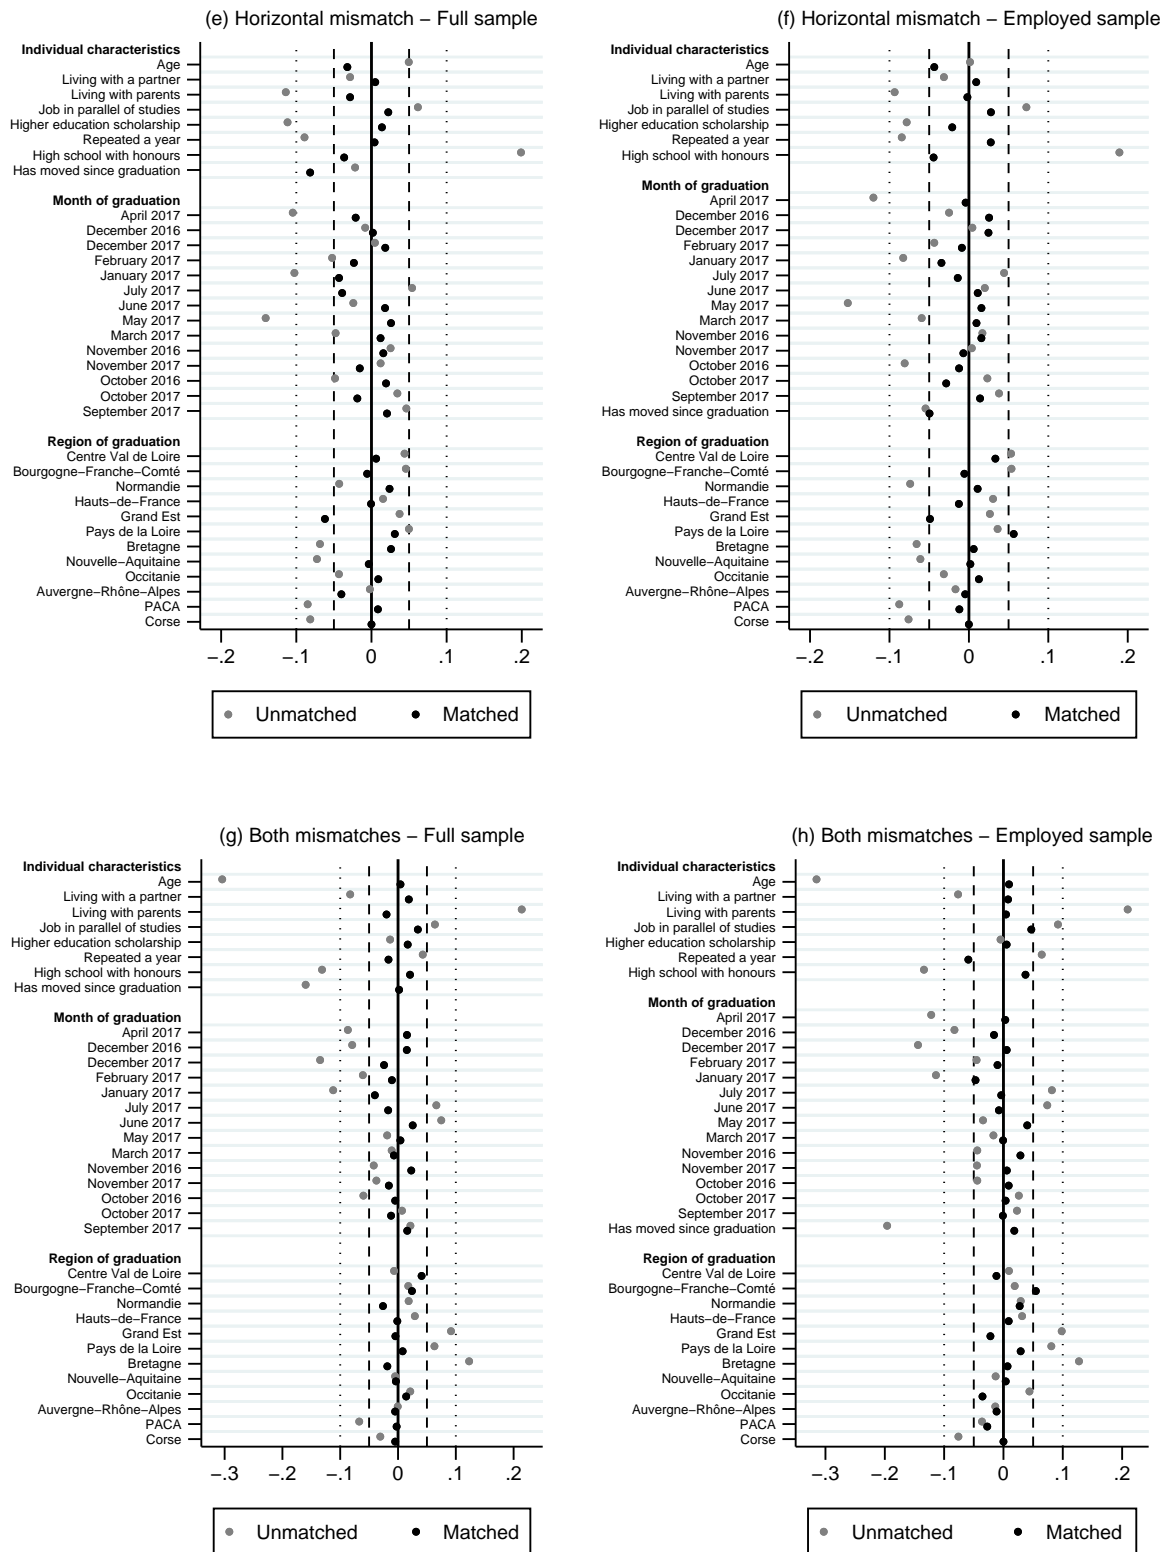 (e) Horizontal mismatch − Full sample
Individual characteristics
Age
Living with a partner
Living with parents
Job in parallel of studies
Higher education scholarship
Repeated a year
High school with honours
Has moved since graduation
Month of graduation
April 2017
December 2016
December 2017
February 2017
January 2017
July 2017
June 2017
May 2017
March 2017
November 2016
November 2017
October 2016
October 2017
September 2017
Region of graduation
Centre Val de Loire
Bourgogne−Franche−Comté
Normandie
Hauts−de−France
Grand Est
Pays de la Loire
Bretagne
Nouvelle−Aquitaine
Occitanie
Auvergne−Rhône−Alpes
PACA
Corse
−.2 −.1 0 .1 .2
Unmatched Matched
(f) Horizontal mismatch − Employed sample
Individual characteristics
Age
Living with a partner
Living with parents
Job in parallel of studies
Higher education scholarship
Repeated a year
High school with honours
Month of graduation
April 2017
December 2016
December 2017
February 2017
January 2017
July 2017
June 2017
May 2017
March 2017
November 2016
November 2017
October 2016
October 2017
September 2017
Has moved since graduation
Region of graduation
Centre Val de Loire
Bourgogne−Franche−Comté
Normandie
Hauts−de−France
Grand Est
Pays de la Loire
Bretagne
Nouvelle−Aquitaine
Occitanie
Auvergne−Rhône−Alpes
PACA
Corse
−.2 −.1 0 .1 .2
Unmatched Matched
(g) Both mismatches − Full sample
Individual characteristics
Age
Living with a partner
Living with parents
Job in parallel of studies
Higher education scholarship
Repeated a year
High school with honours
Has moved since graduation
Month of graduation
April 2017
December 2016
December 2017
February 2017
January 2017
July 2017
June 2017
May 2017
March 2017
November 2016
November 2017
October 2016
October 2017
September 2017
Region of graduation
Centre Val de Loire
Bourgogne−Franche−Comté
Normandie
Hauts−de−France
Grand Est
Pays de la Loire
Bretagne
Nouvelle−Aquitaine
Occitanie
Auvergne−Rhône−Alpes
PACA
Corse
−.3 −.2 −.1 0 .1 .2
Unmatched Matched
(h) Both mismatches − Employed sample
Individual characteristics
Age
Living with a partner
Living with parents
Job in parallel of studies
Higher education scholarship
Repeated a year
High school with honours
Month of graduation
April 2017
December 2016
December 2017
February 2017
January 2017
July 2017
June 2017
May 2017
March 2017
November 2016
November 2017
October 2016
October 2017
September 2017
Has moved since graduation
Region of graduation
Centre Val de Loire
Bourgogne−Franche−Comté
Normandie
Hauts−de−France
Grand Est
Pays de la Loire
Bretagne
Nouvelle−Aquitaine
Occitanie
Auvergne−Rhône−Alpes
PACA
Corse
−.3 −.2 −.1 0 .1 .2
Unmatched Matched